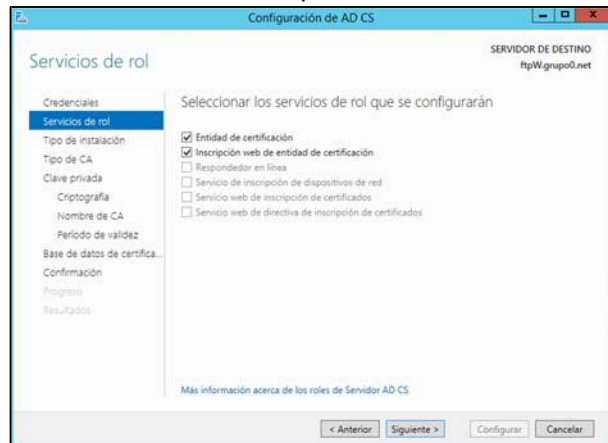 Configuración de AD CS
Servicios de rol
SERVIDOR DE DESTINO
ftpW.grupo0.net
Credenciales
Servicios de rol
Tipo de instalación
Tipo de CA
Clave privada
Criptografía
Nombre de CA
Período de validez
Base de datos de certifica...
Confirmación
Progreso
Resultados
Seleccionar los servicios de rol que se configurarán
Entidad de certificación
Inscripción web de entidad de certificación
Respondedor en línea
Servicio de inscripción de dispositivos de red
Servicio web de inscripción de certificados
Servicio web de directiva de inscripción de certificados
Más información acerca de los roles de Servidor AD CS
< Anterior
Siguiente >
Configurar
Cancelar